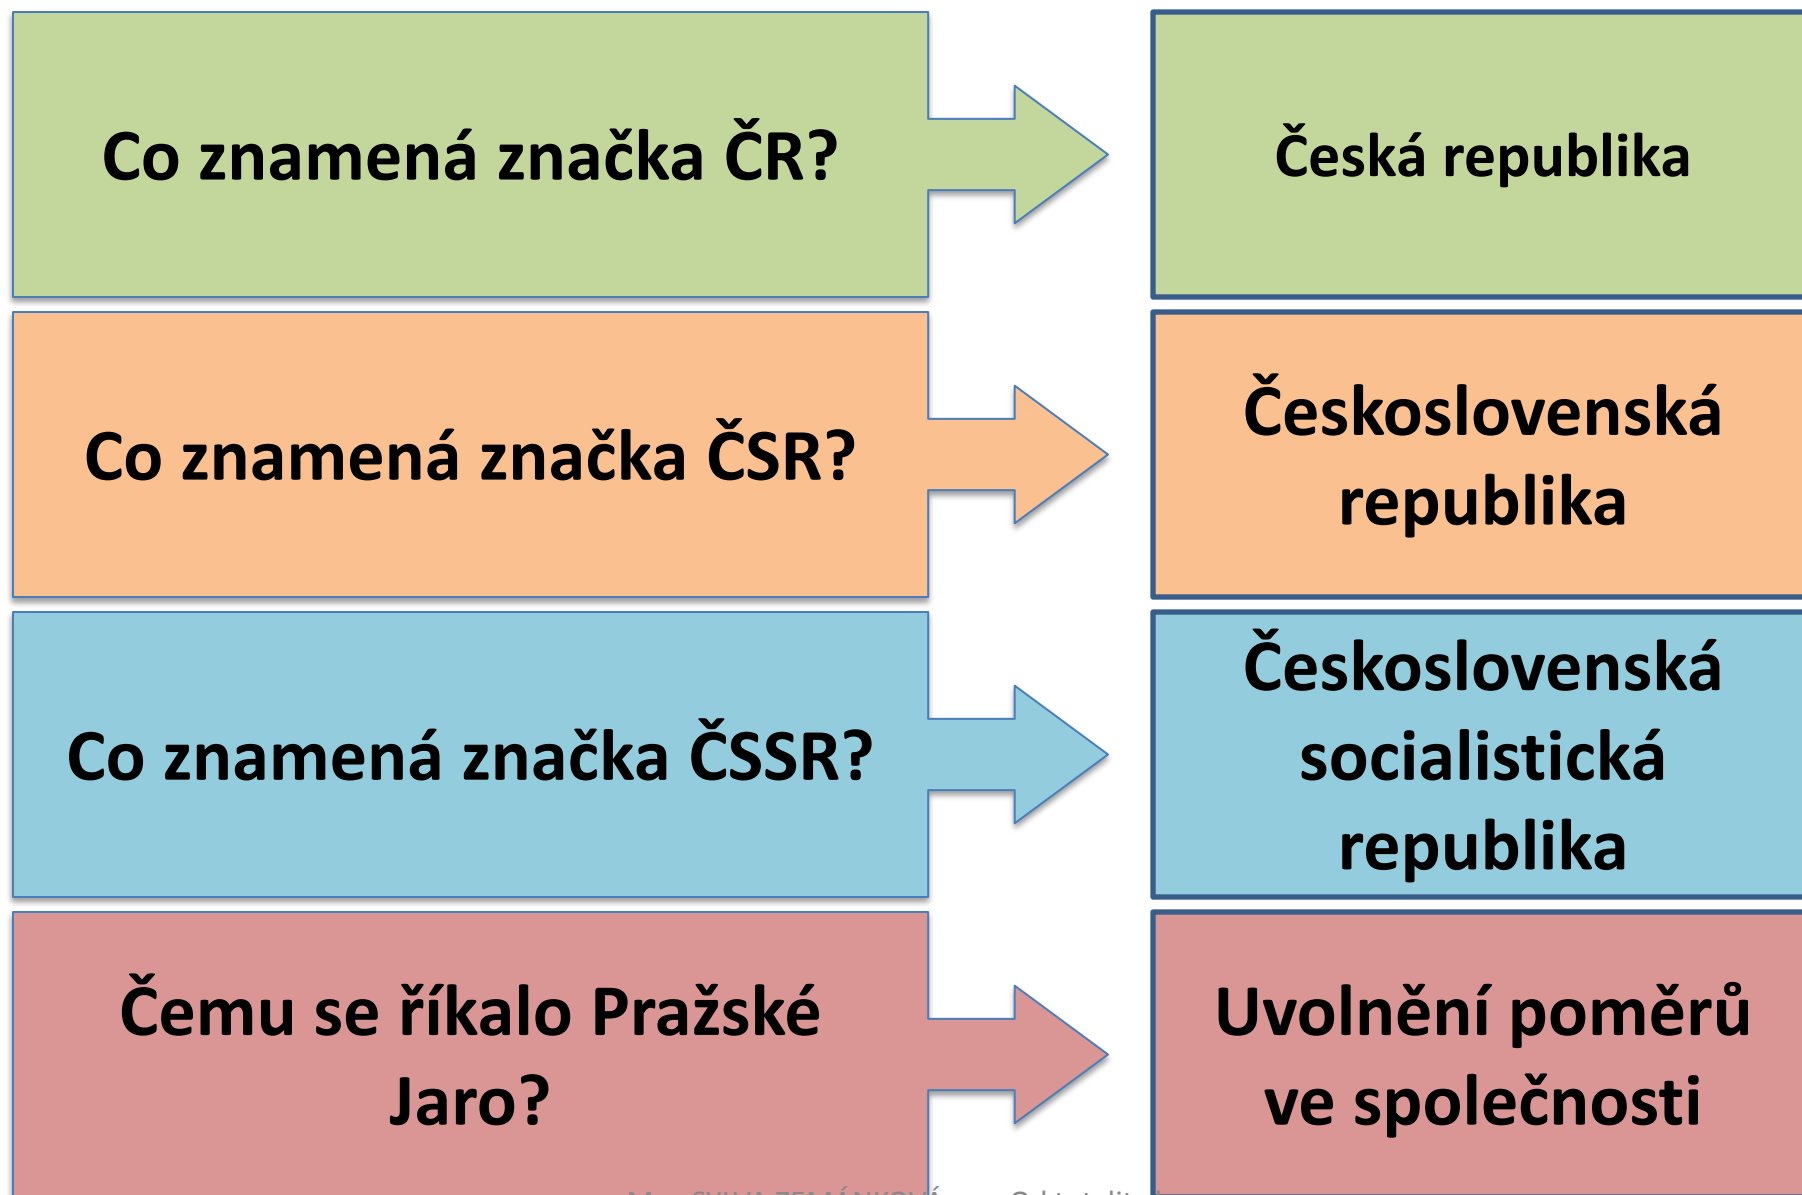 Co znamená značka ČR?
Česká republika
Co znamená značka ČSR?
Československá
republika
Co znamená značka ČSSR?
Československá
socialistická
republika
Čemu se říkalo Pražské
Jaro?
Uvolnění poměrů
ve společnosti